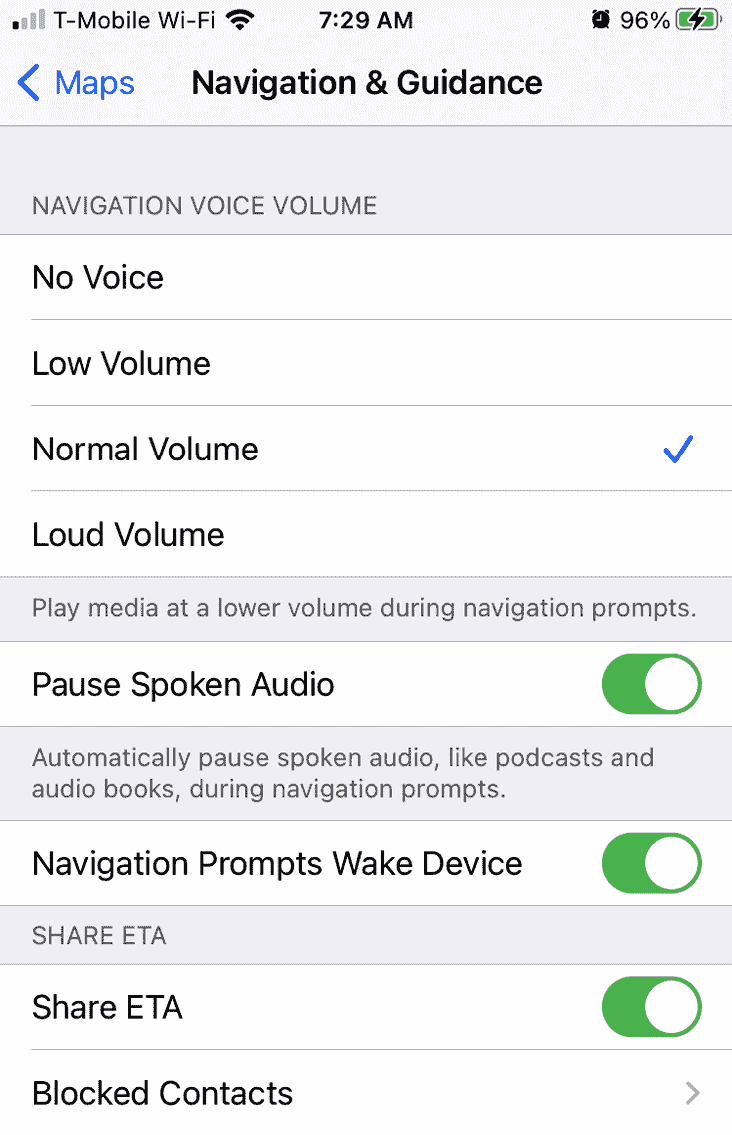 T-Mobile Wi-Fi 7:29 AM 96%
Maps Navigation & Guidance
NAVIGATION VOICE VOLUME
No Voice
Low Volume
Normal Volume
Loud Volume
Play media at a lower volume during navigation prompts.
Pause Spoken Audio
Automatically pause spoken audio, like podcasts and
audio books, during navigation prompts.
Navigation Prompts Wake Device
SHARE ETA
Share ETA
Blocked Contacts